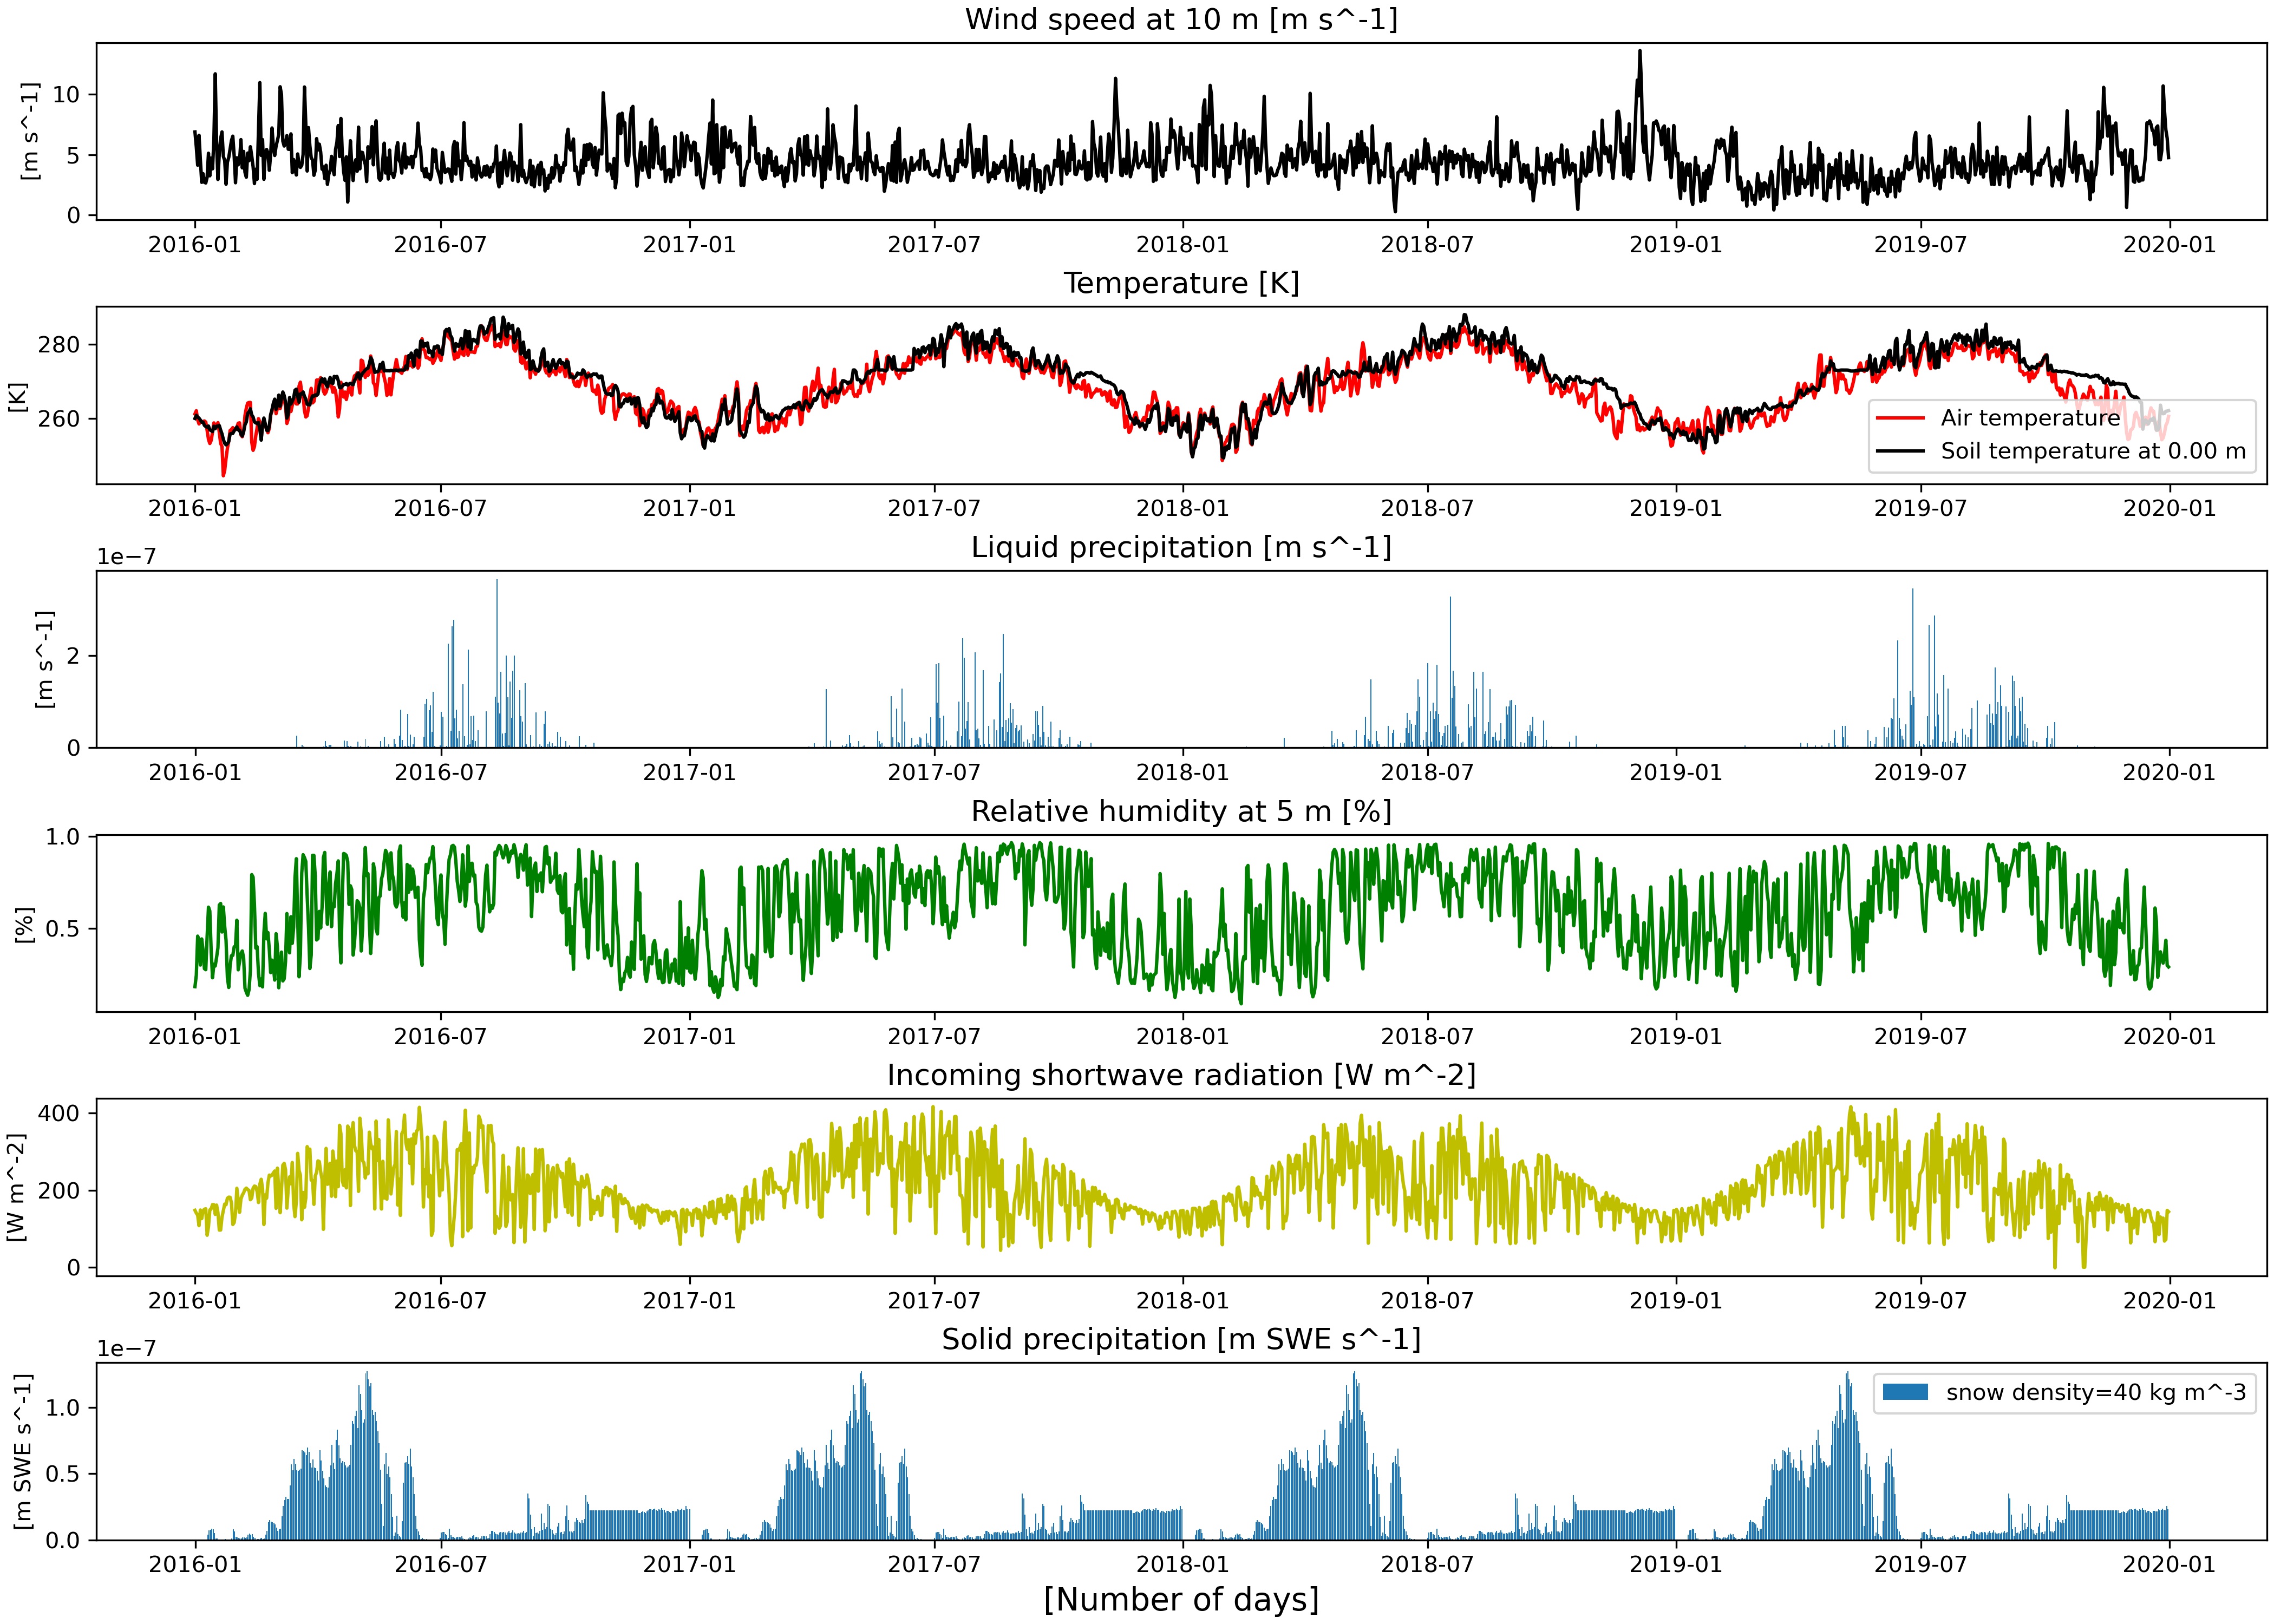 Wind speed at 10 m [m s^-1]
[m s^-1]
10
5
0
2016-01 2016-07 2017-01 2017-07 2018-01 2018-07 2019-01 2019-07 2020-01
Temperature [K]
[K]
280
260
Air temperature
Soil temperature at 0.00 m
2016-01 2016-07 2017-01 2017-07 2018-01 2018-07 2019-01 2019-07 2020-01
Liquid precipitation [m s^-1]
1e−7
[m s^-1]
2
0
2016-01 2016-07 2017-01 2017-07 2018-01 2018-07 2019-01 2019-07 2020-01
Relative humidity at 5 m [%]
[%]
1.0
0.5
2016-01 2016-07 2017-01 2017-07 2018-01 2018-07 2019-01 2019-07 2020-01
Incoming shortwave radiation [W m^-2]
[W m^-2]
400
200
0
2016-01 2016-07 2017-01 2017-07 2018-01 2018-07 2019-01 2019-07 2020-01
Solid precipitation [m SWE s^-1]
1e−7
[m SWE s^-1]
snow density=40 kg m^-3
1.0
0.5
0.0
2016-01 2016-07 2017-01 2017-07 2018-01 2018-07 2019-01 2019-07 2020-01
[Number of days]